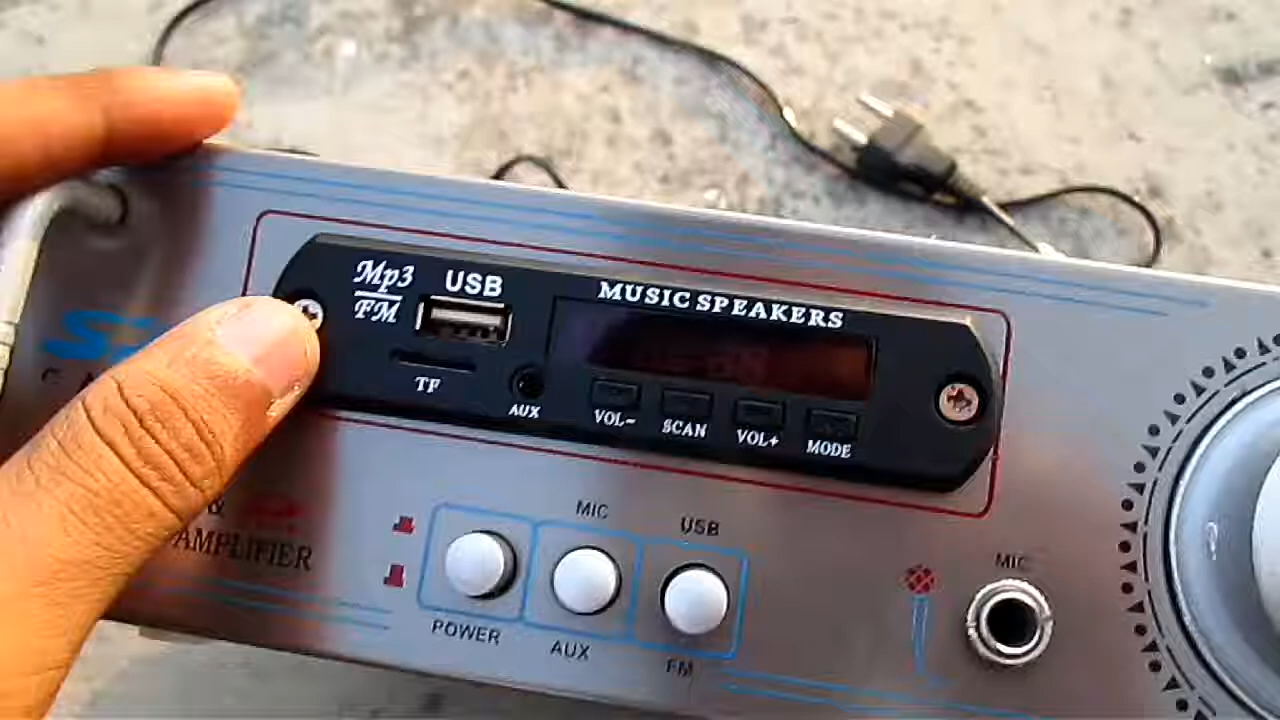 Mp3
FM
USB
MUSIC SPEAKERS
TF
AUX
VOL-
SCAN
VOL+
MODE
&
AMPLIFIER
MIC
USB
POWER
AUX
FM
MIC